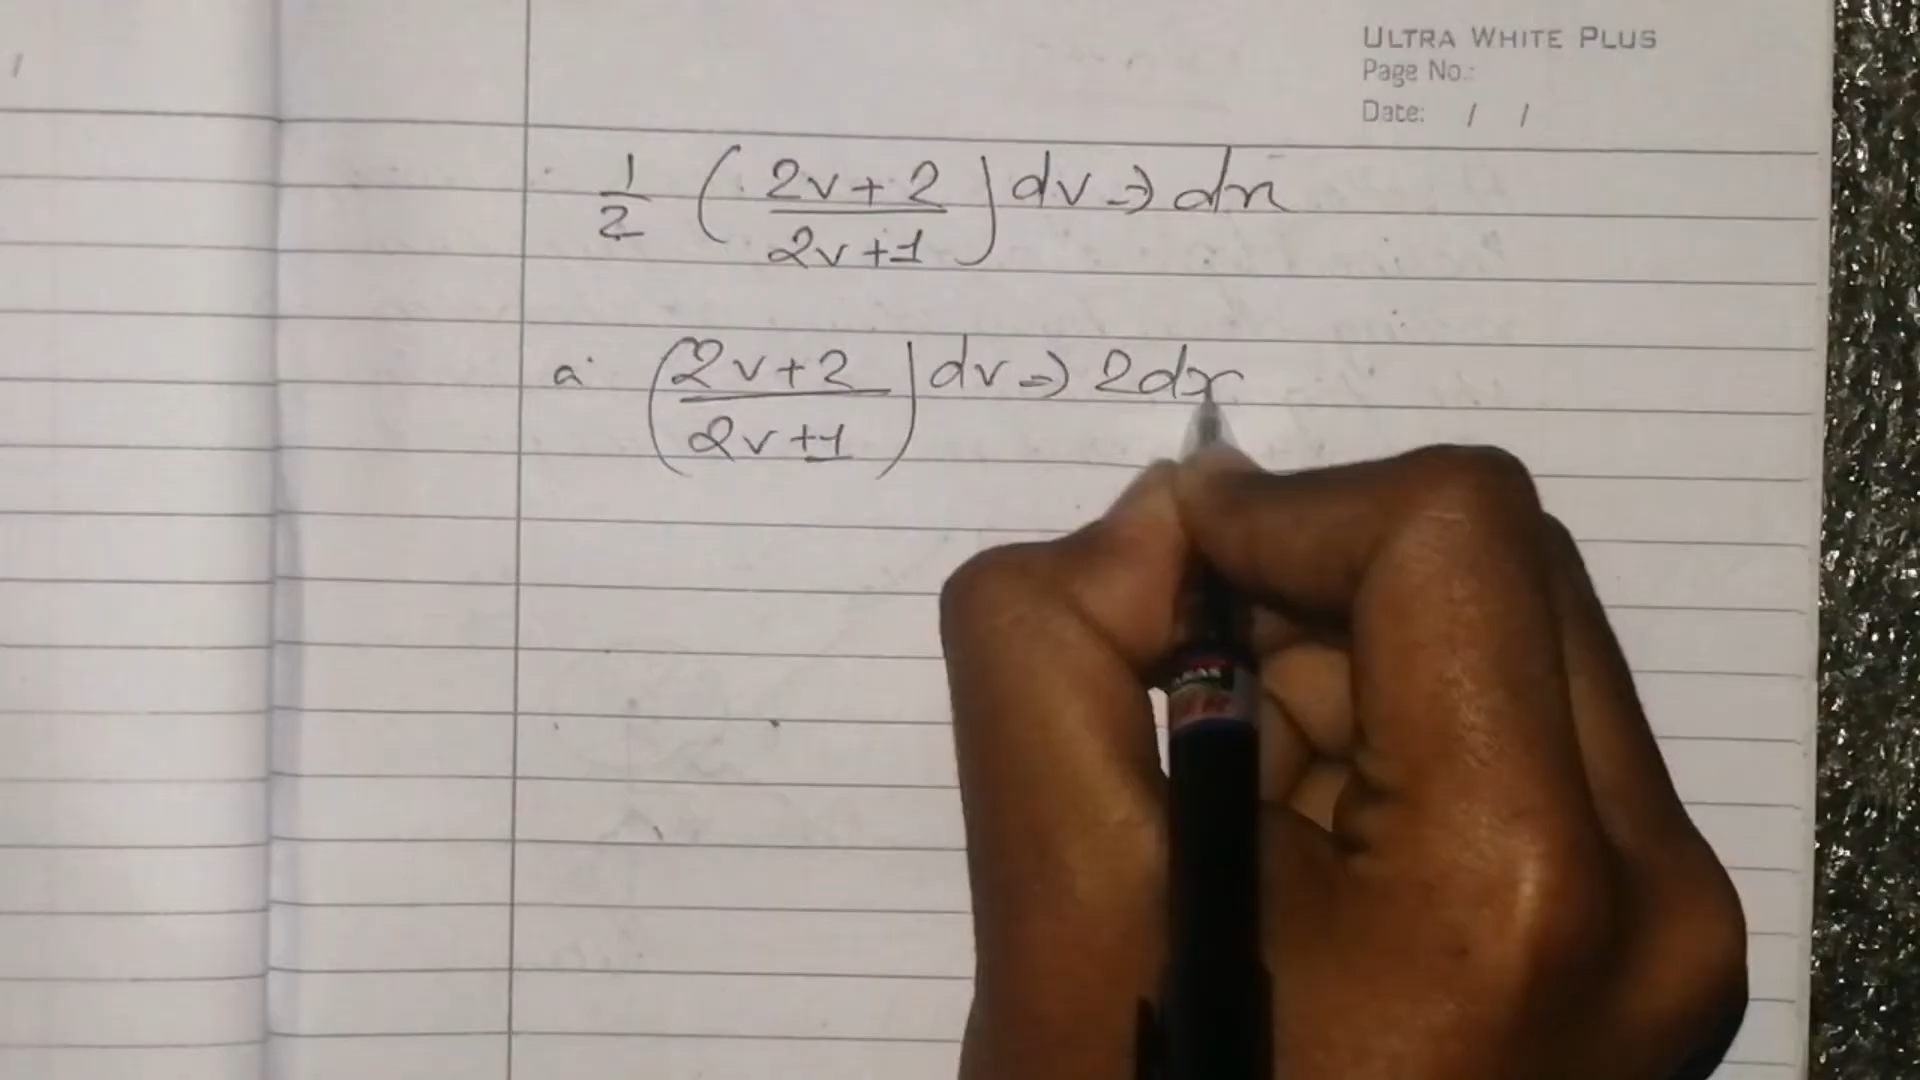 ULTRA WHITE PLUS
Page No.:
Date: / /
1/2 (2v+2/2v+1) dv => dx
a (2v+2/2v+1) dv => 2dx